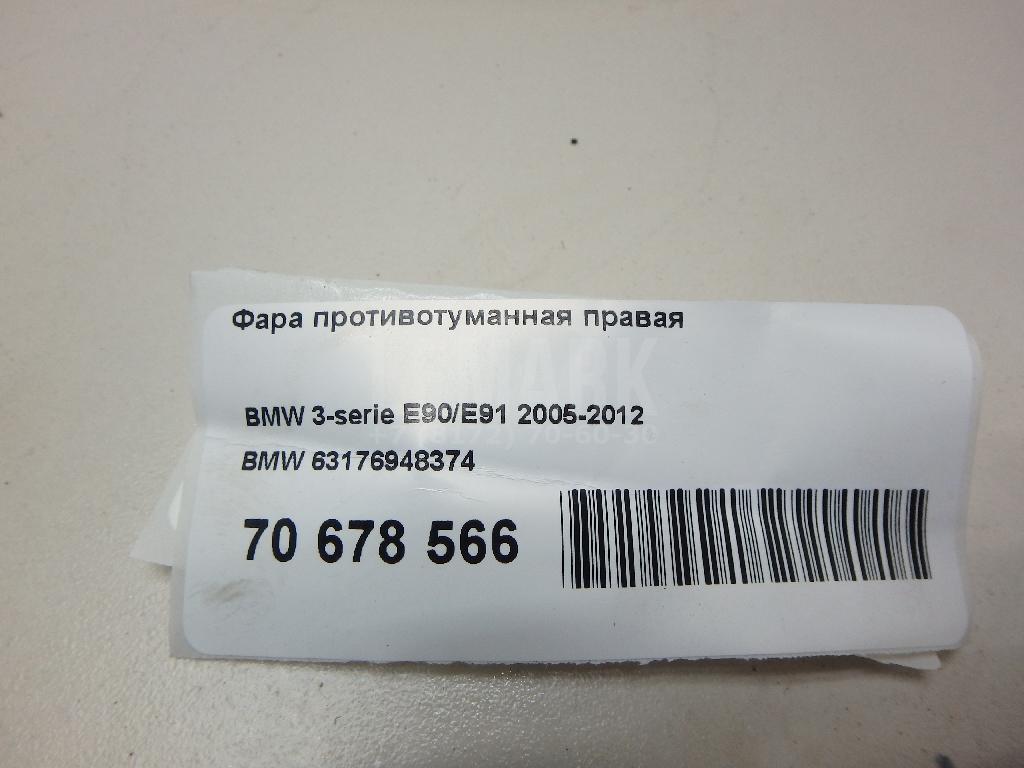 Фара противотуманная правая
BMW 3-serie E90/E91 2005-2012
BMW 63176948374
70 678 566